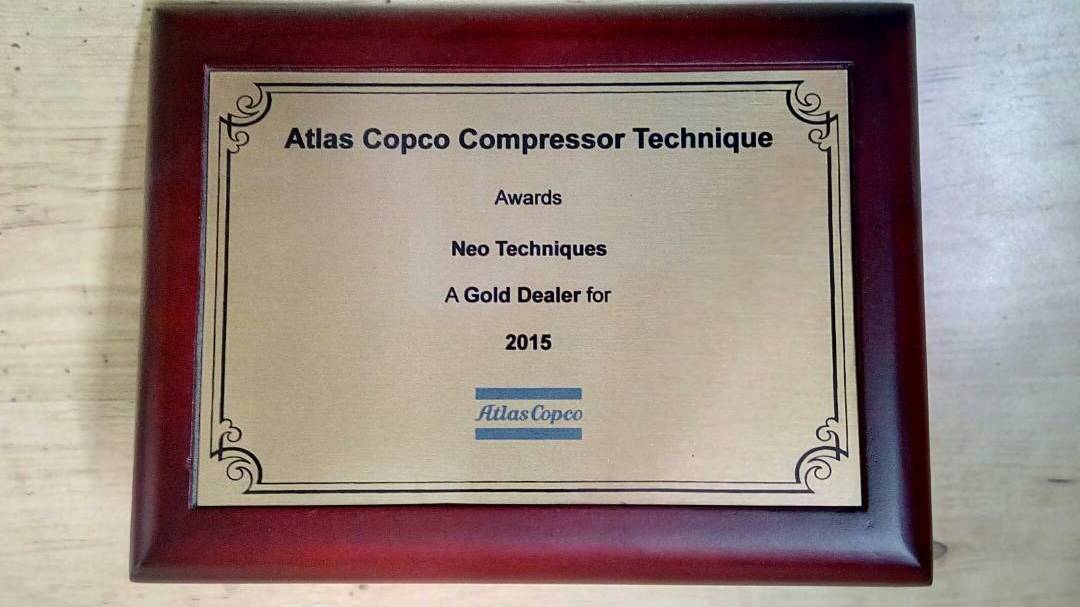 Atlas Copco Compressor Technique
Awards
Neo Techniques
A Gold Dealer for
2015
Atlas Copco